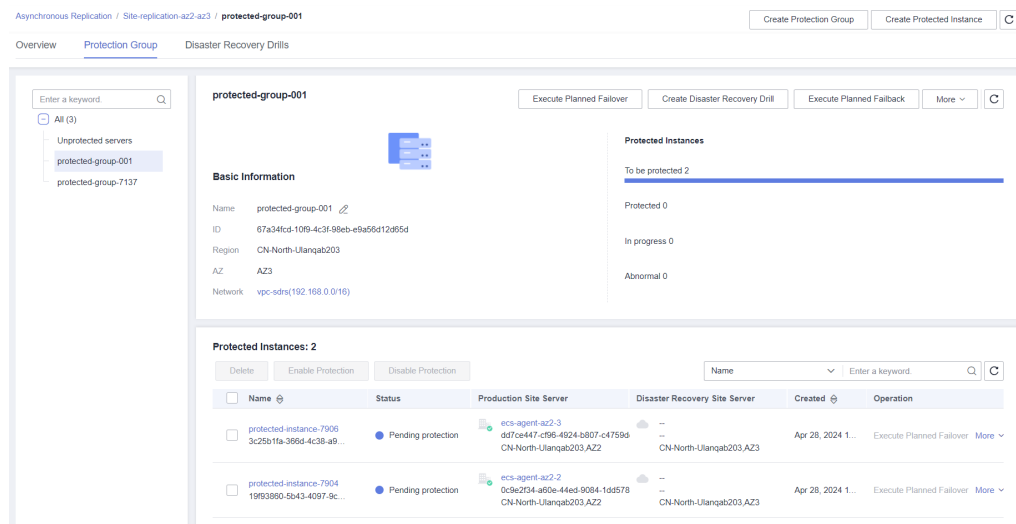 Asynchronous Replication / Site-replication-az2-az3 / protected-group-001
Create Protection Group
Create Protected Instance
Overview
Protection Group
Disaster Recovery Drills
Enter a keyword.
All (3)
Unprotected servers
protected-group-001
protected-group-7137
protected-group-001
Execute Planned Failover
Create Disaster Recovery Drill
Execute Planned Failback
More
Basic Information
Name protected-group-001
ID 67a34fcd-10f9-4c3f-98eb-e9a56d12d65d
Region CN-North-Ulanqab203
AZ AZ3
Network vpc-sdrs(192.168.0.0/16)
Protected Instances
To be protected 2
Protected 0
In progress 0
Abnormal 0
Protected Instances: 2
Delete
Enable Protection
Disable Protection
Name
Enter a keyword.
Name Status Production Site Server Disaster Recovery Site Server Created Operation
protected-instance-7906
3c25b1fa-366d-4c38-a9...
Pending protection
ecs-agent-az2-3
dd7ce447-cf96-4924-b807-c4759d
CN-North-Ulanqab203,AZ2
--
--
CN-North-Ulanqab203,AZ3
Apr 28, 2024 1...
Execute Planned Failover More
protected-instance-7904
19f93860-5b43-4097-9c...
Pending protection
ecs-agent-az2-2
0c9e2f34-a60e-44ed-9084-1dd578
CN-North-Ulanqab203,AZ2
--
--
CN-North-Ulanqab203,AZ3
Apr 28, 2024 1...
Execute Planned Failover More